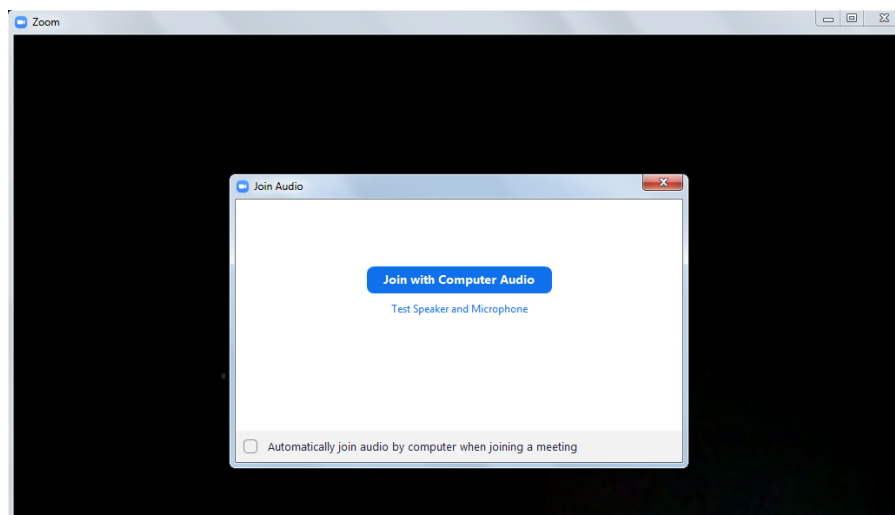 Zoom
Join Audio
Join with Computer Audio
Test Speaker and Microphone
Automatically join audio by computer when joining a meeting